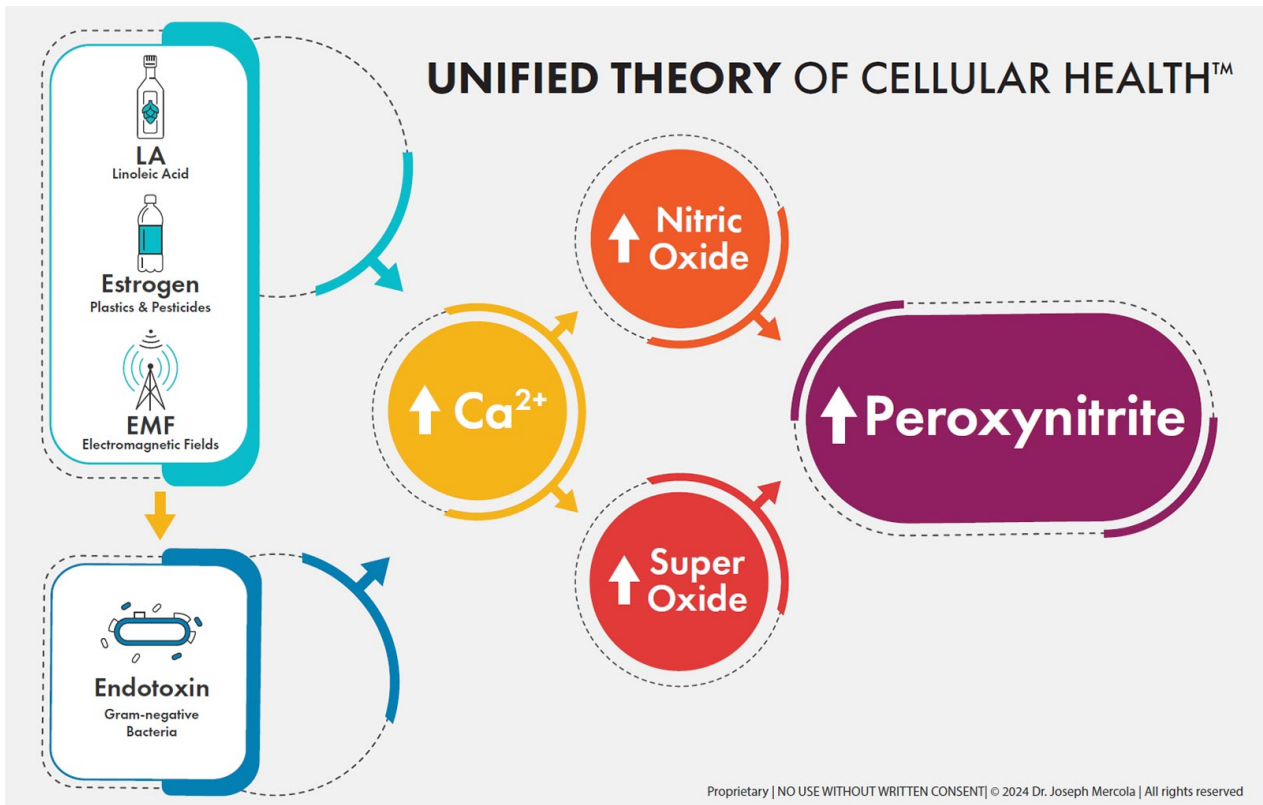 UNIFIED THEORY OF CELLULAR HEALTH™
LA
Linoleic Acid
Estrogen
Plastics & Pesticides
EMF
Electromagnetic Fields
Endotoxin
Gram-negative
Bacteria
Ca²⁺
Nitric
Oxide
Super
Oxide
Peroxynitrite
Proprietary | NO USE WITHOUT WRITTEN CONSENT| © 2024 Dr. Joseph Mercola | All rights reserved